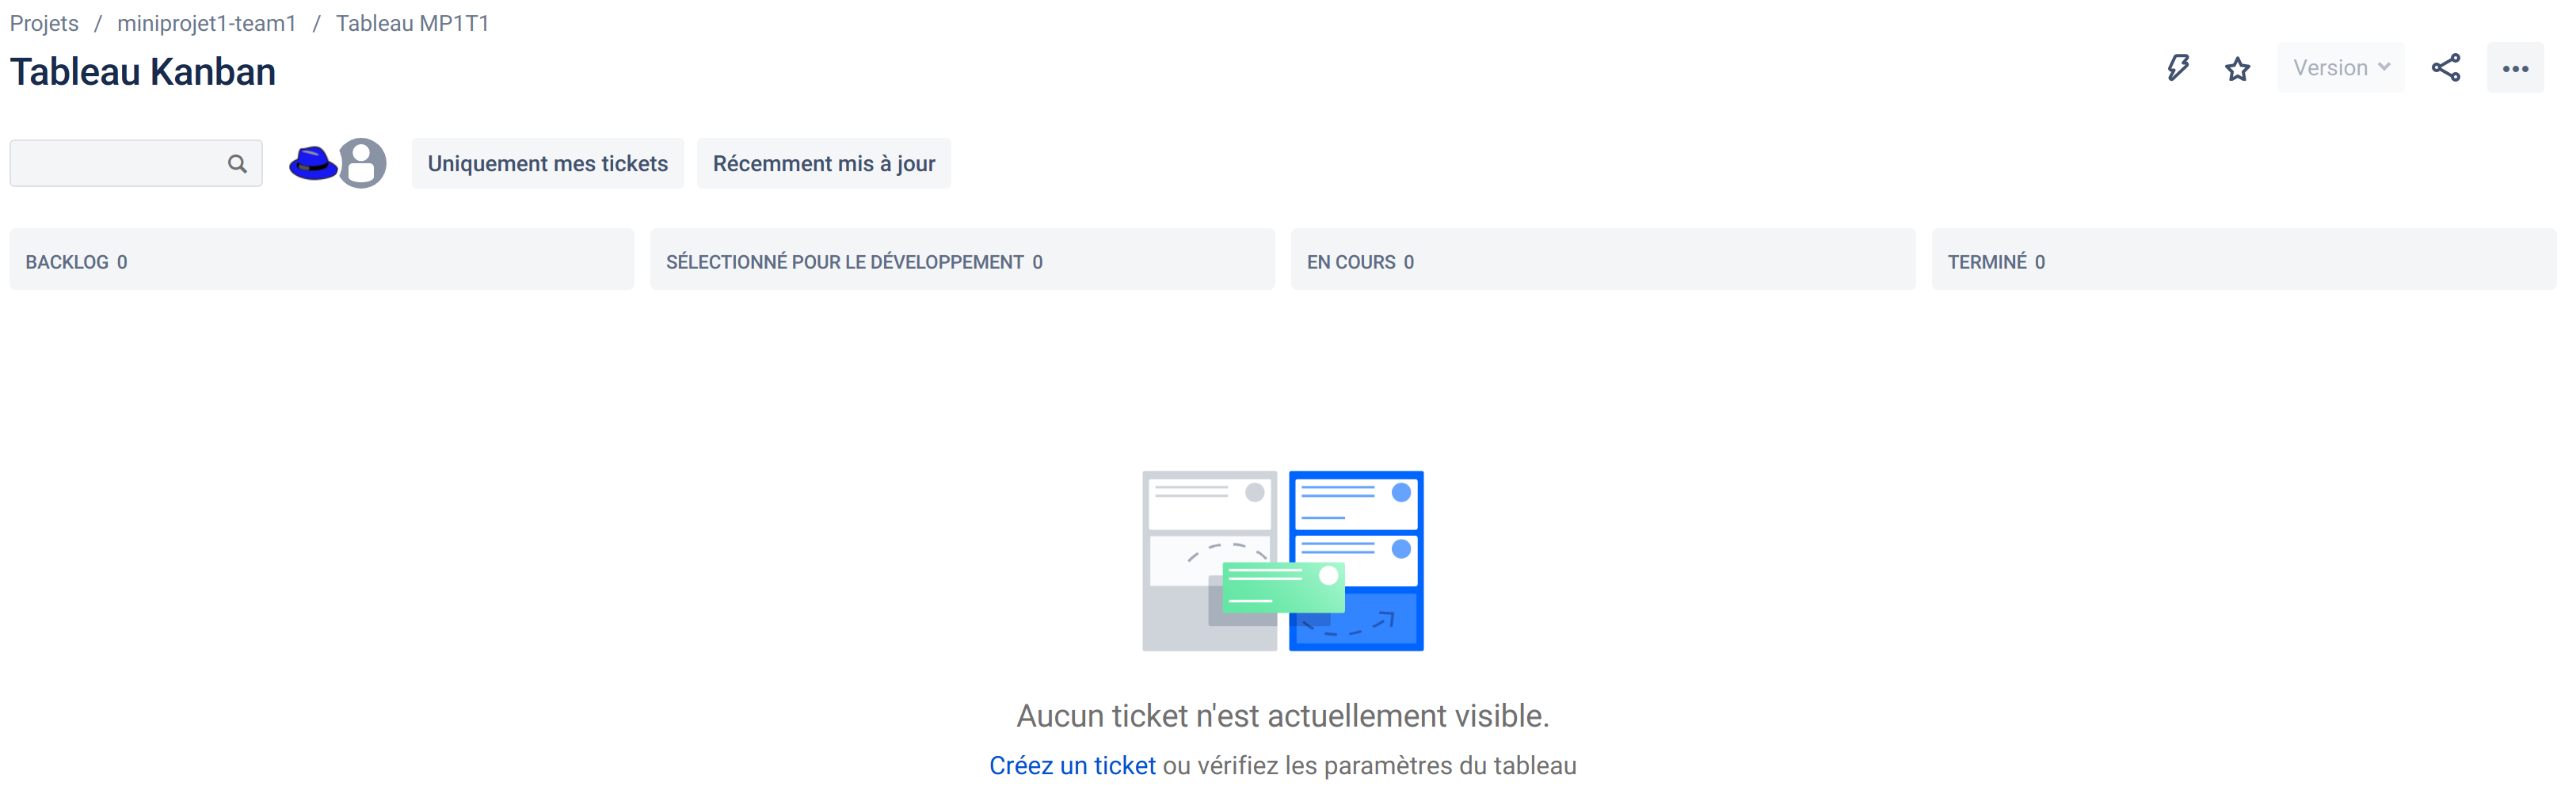 Projets / miniprojet1-team1 / Tableau MP1T1
Tableau Kanban
Version
Uniquement mes tickets
Récemment mis à jour
BACKLOG 0
SÉLECTIONNÉ POUR LE DÉVELOPPEMENT 0
EN COURS 0
TERMINÉ 0
Aucun ticket n'est actuellement visible.
Créez un ticket ou vérifiez les paramètres du tableau